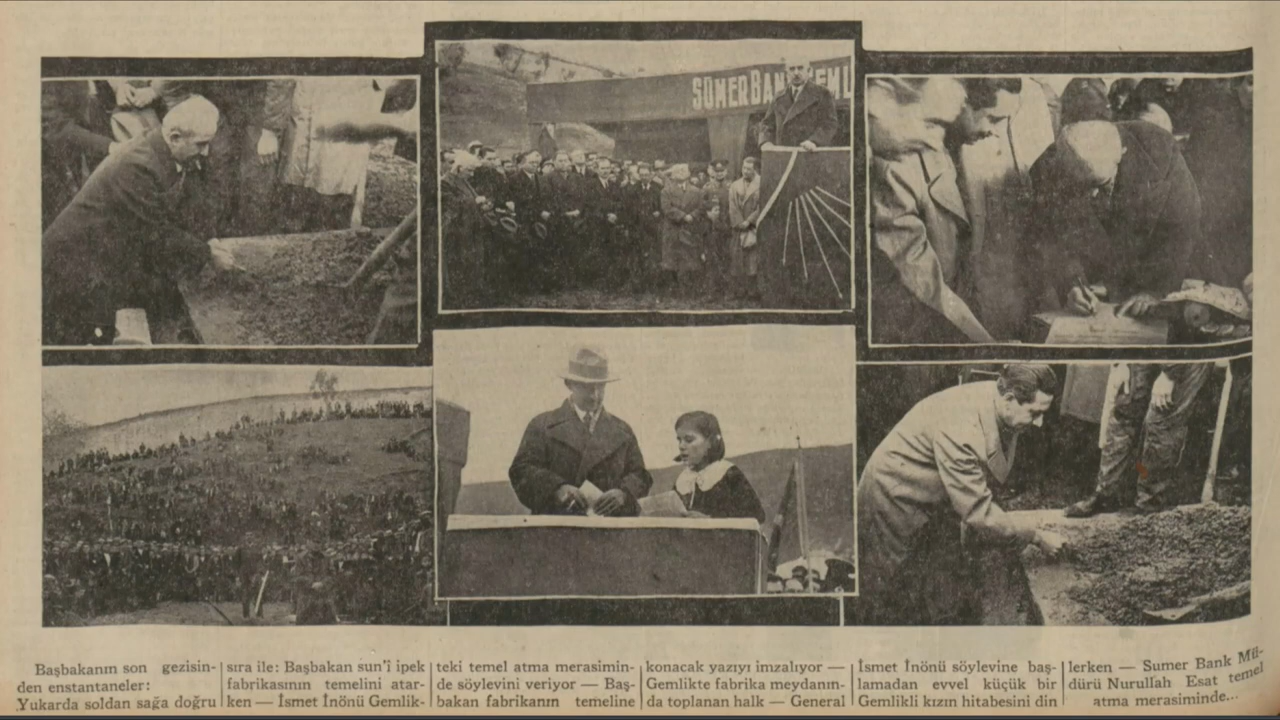 SÜMER BANK TEML
Başbakanın son gezisin-
den enstantaneler:
Yukarda soldan sağa doğru
sıra ile: Başbakan sun'î ipek
fabrikasının temelini atar-
ken — İsmet İnönü Gemlik-
teki temel atma merasimin-
de söylevini veriyor — Baş-
bakan fabrikanın temeline
konacak yazıyı imzalıyor —
Gemlikte fabrika meydanın-
da toplanan halk — General
İsmet İnönü söylevine baş-
lamadan evvel küçük bir
Gemlikli kızın hitabesini din
lerken — Sumer Bank Mü-
dürü Nurullah Esat temel
atma merasiminde...